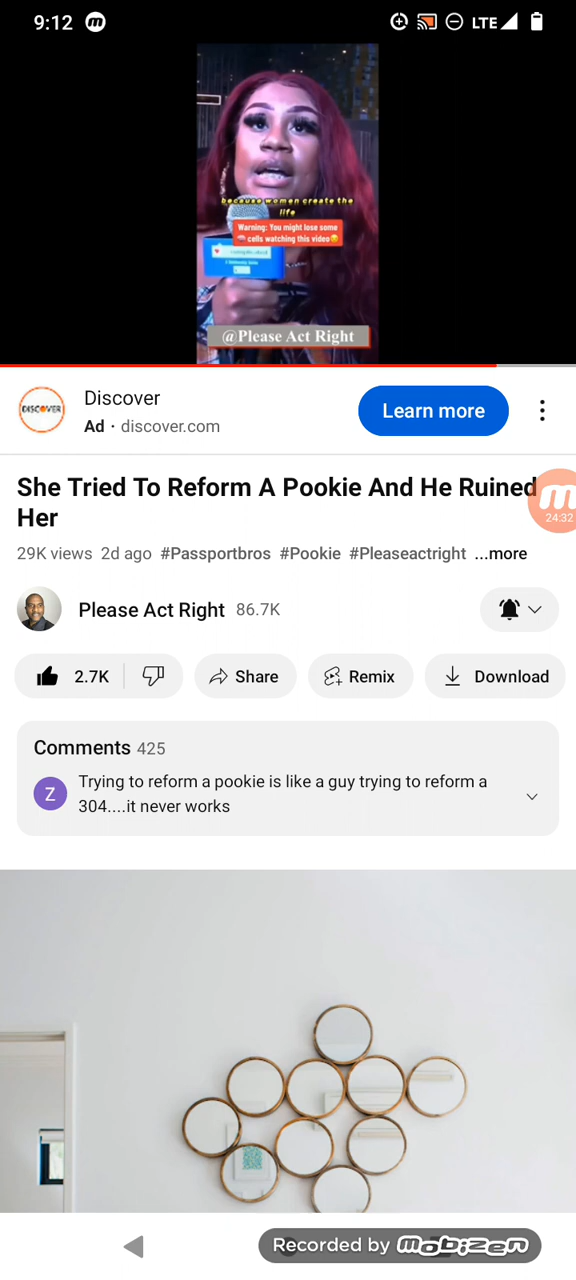 9:12
LTE
because women create the
life
Warning: You might lose some
cells watching this video
@Please Act Right
DISCOVER
Discover
Learn more
Ad · discover.com
She Tried To Reform A Pookie And He Ruined
Her
24:32
29K views 2d ago #Passportbros #Pookie #Pleaseactright ...more
Please Act Right 86.7K
2.7K
Share
Remix
Download
Comments 425
Z
Trying to reform a pookie is like a guy trying to reform a
304....it never works
Recorded by mobizen